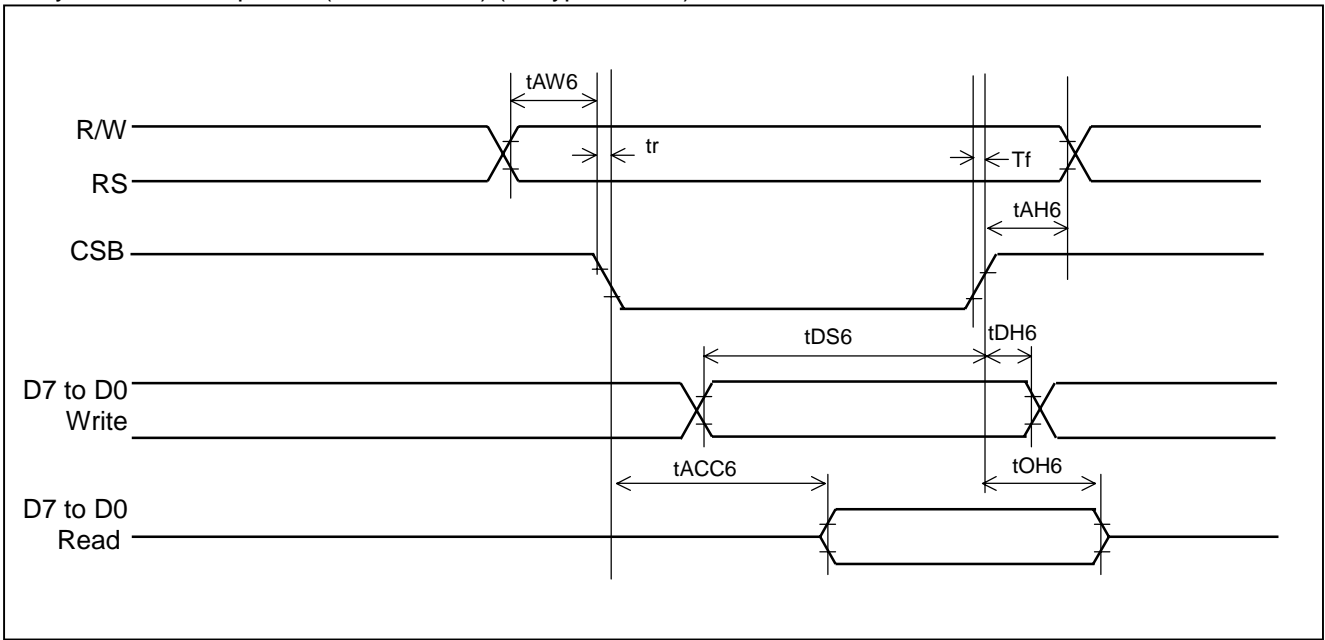 tAW6
R/W
tr
Tf
RS
tAH6
CSB
tDS6
tDH6
D7 to D0
Write
tACC6
tOH6
D7 to D0
Read